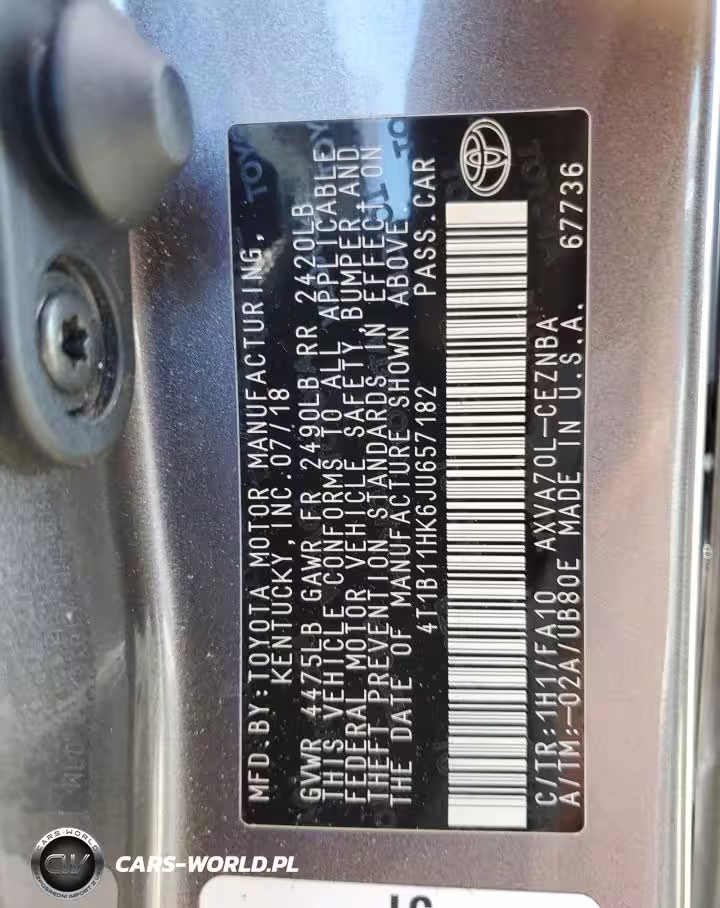 MFD.BY:TOYOTA MOTOR MANUFACTURING,
KENTUCKY,INC.07/18
GVWR 4475LB GAWR FR 2490LB RR 2420LB
THIS VEHICLE CONFORMS TO ALL APPLICABLE
FEDERAL MOTOR VEHICLE SAFETY,BUMPER,AND
THEFT PREVENTION STANDARDS IN EFFECT ON
THE DATE OF MANUFACTURE SHOWN ABOVE.
4T1B11HK6JU657182 PASS.CAR
C/TR:1H1/FA10 AXVA70L-CEZNBA
A/TM:-02A/UB80E MADE IN U.S.A. 67736
CARS-WORLD
CW
CARS-WORLD.PL